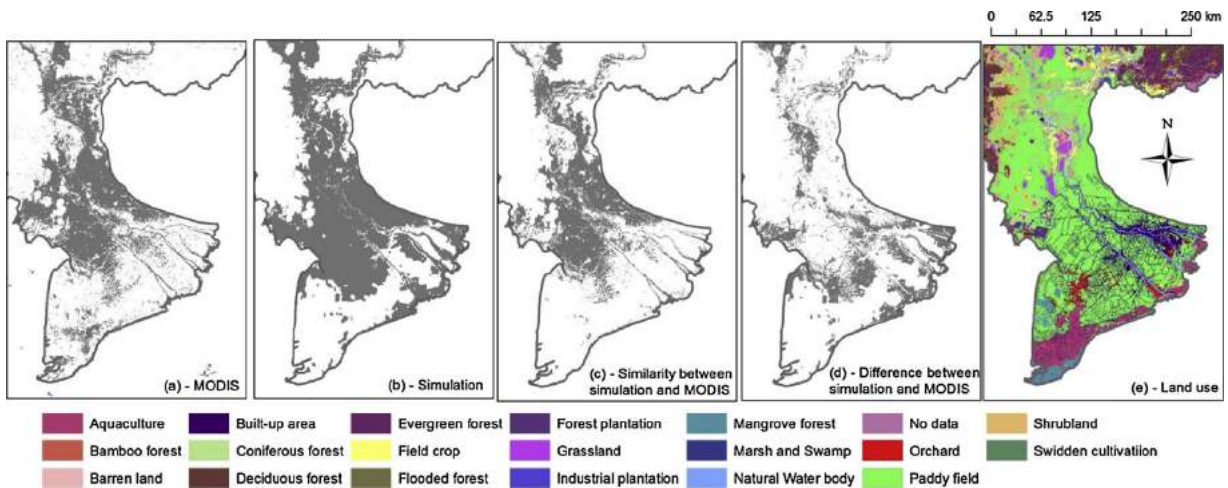 0 62.5 125 250 km
N
(a) - MODIS
(b) - Simulation
(c) - Similarity between
simulation and MODIS
(d) - Difference between
simulation and MODIS
(e) - Land use
Aquaculture
Built-up area
Evergreen forest
Forest plantation
Mangrove forest
No data
Shrubland
Bamboo forest
Coniferous forest
Field crop
Grassland
Marsh and Swamp
Orchard
Swidden cultivatiion
Barren land
Deciduous forest
Flooded forest
Industrial plantation
Natural Water body
Paddy field